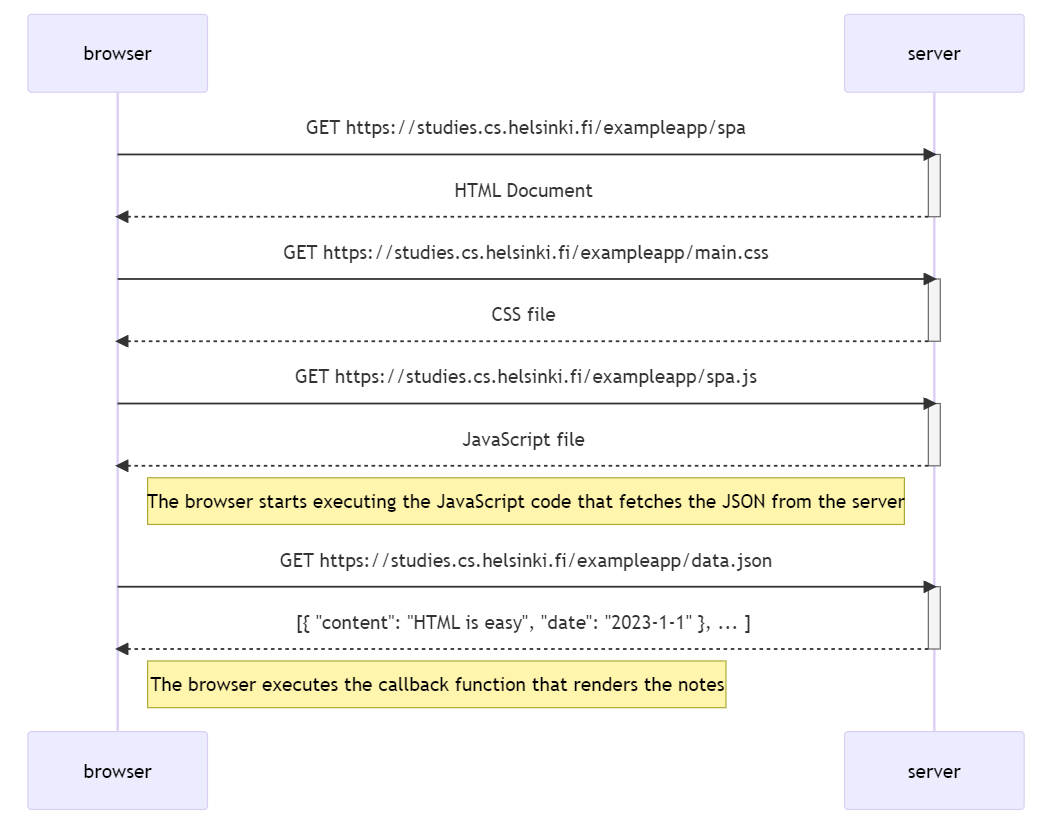 browser
server
GET https://studies.cs.helsinki.fi/exampleapp/spa
HTML Document
GET https://studies.cs.helsinki.fi/exampleapp/main.css
CSS file
GET https://studies.cs.helsinki.fi/exampleapp/spa.js
JavaScript file
The browser starts executing the JavaScript code that fetches the JSON from the server
GET https://studies.cs.helsinki.fi/exampleapp/data.json
[{ "content": "HTML is easy", "date": "2023-1-1" }, ... ]
The browser executes the callback function that renders the notes
browser
server